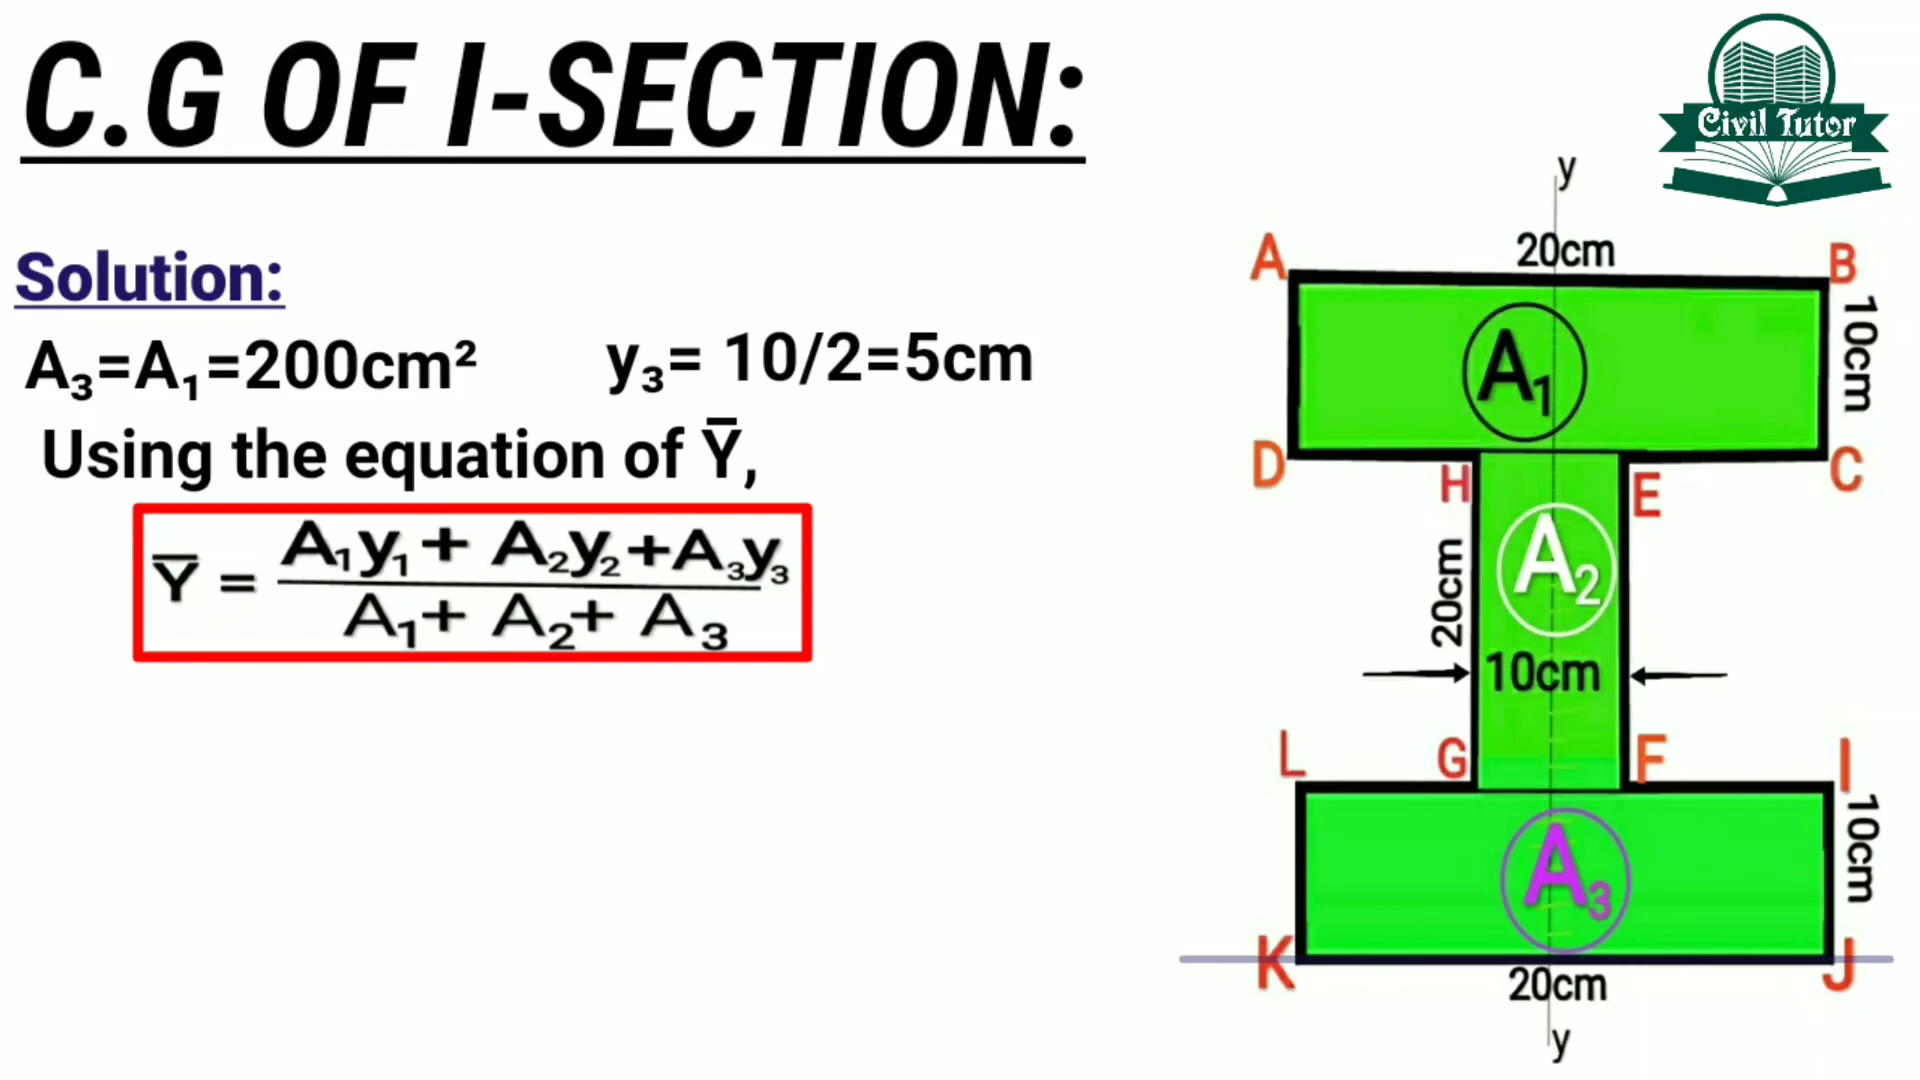 C.G OF I-SECTION:
Civil Tutor
Solution:
A₃=A₁=200cm²
y₃= 10/2=5cm
Using the equation of Ȳ,
Ȳ = A₁y₁+ A₂y₂+A₃y₃
A₁+ A₂+ A₃
y
A
20cm
B
A₁
10cm
D
H
E
C
A₂
20cm
10cm
L
G
F
I
A₃
10cm
K
20cm
J
y